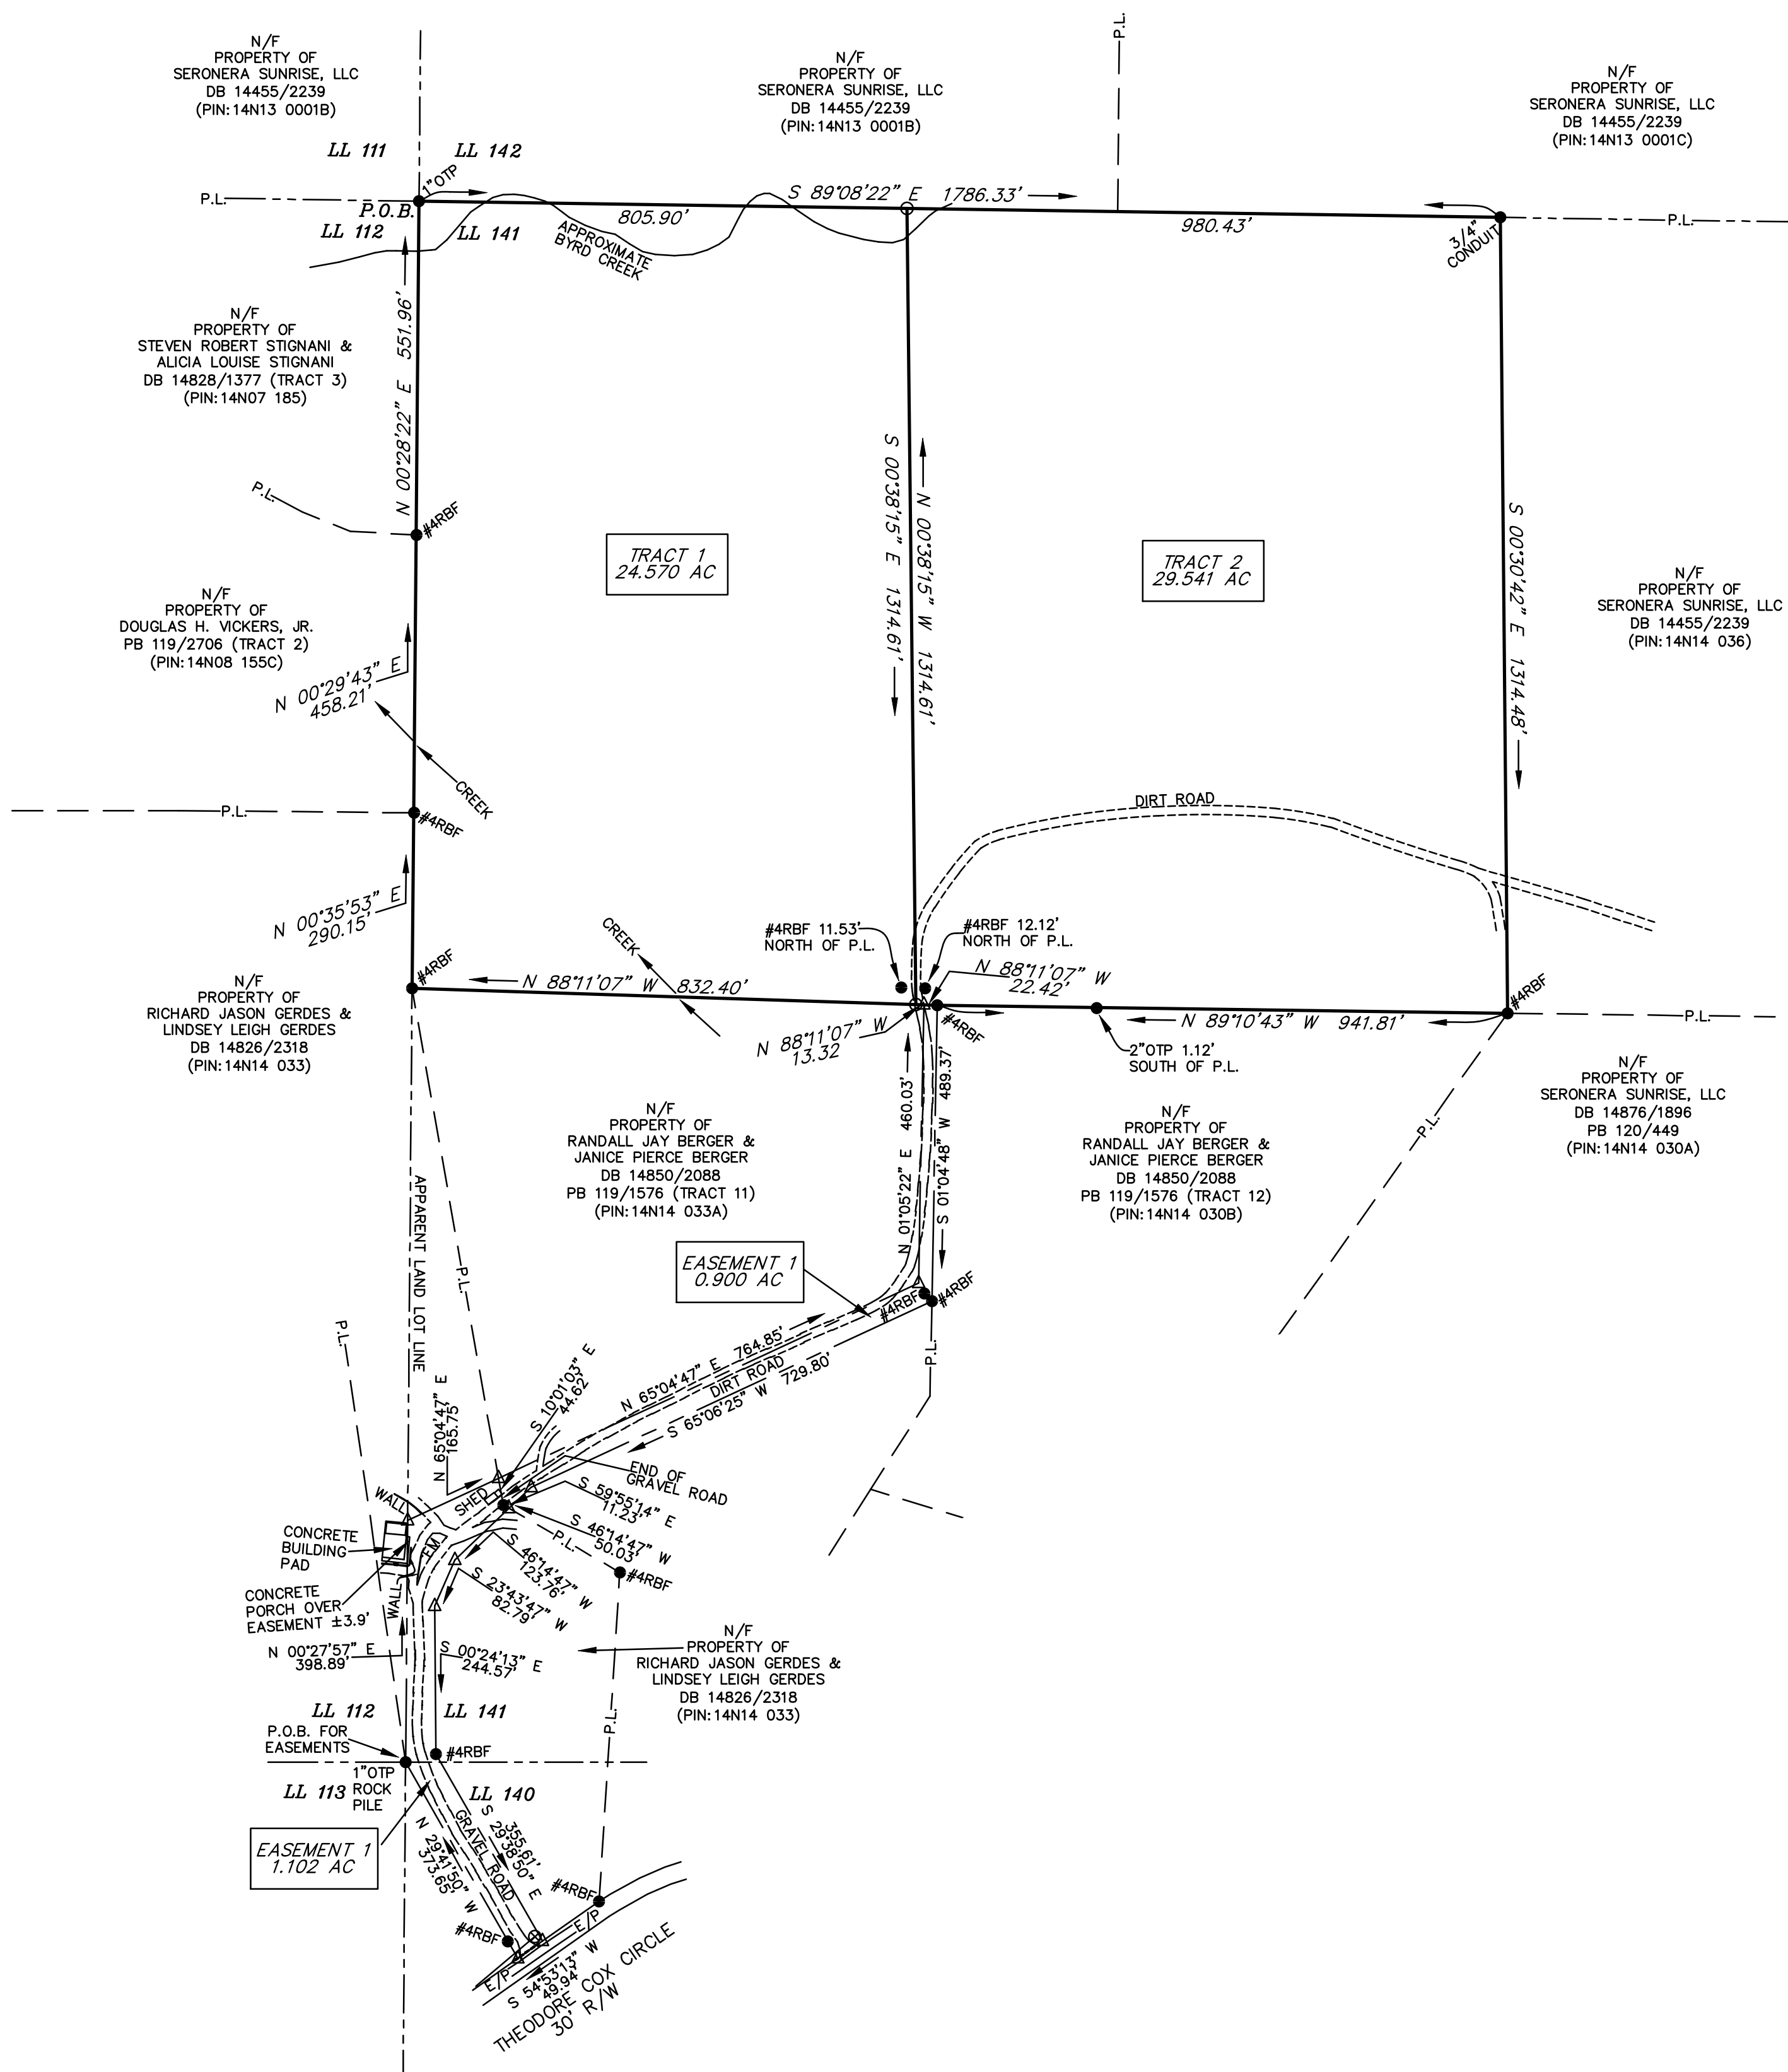 N/F
PROPERTY OF
SERONERA SUNRISE, LLC
DB 14455/2239
(PIN:14N13 0001B)
N/F
PROPERTY OF
SERONERA SUNRISE, LLC
DB 14455/2239
(PIN:14N13 0001B)
P.L.
N/F
PROPERTY OF
SERONERA SUNRISE, LLC
DB 14455/2239
(PIN:14N13 0001C)
LL 111
LL 142
1"OTP
P.L.
P.O.B.
S 89°08'22" E 1786.33'
805.90'
980.43'
3/4"
CONDUIT
P.L.
LL 112
LL 141
APPROXIMATE
BYRD CREEK
N/F
PROPERTY OF
STEVEN ROBERT STIGNANI &
ALICIA LOUISE STIGNANI
DB 14828/1377 (TRACT 3)
(PIN:14N07 185)
N 00°28'22" E 551.96'
P.L.
#4RBF
S 00°38'15" E 1314.61'
N 00°38'15" W 1314.61'
S 00°30'42" E 1314.48'
TRACT 1
24.570 AC
TRACT 2
29.541 AC
N/F
PROPERTY OF
SERONERA SUNRISE, LLC
DB 14455/2239
(PIN:14N14 036)
N/F
PROPERTY OF
DOUGLAS H. VICKERS, JR.
PB 119/2706 (TRACT 2)
(PIN:14N08 155C)
N 00°29'43" E
458.21'
CREEK
P.L.
#4RBF
DIRT ROAD
N 00°35'53" E
290.15'
CREEK
#4RBF 11.53'
NORTH OF P.L.
#4RBF 12.12'
NORTH OF P.L.
#4RBF
N 88°11'07" W 832.40'
N 88°11'07" W
22.42'
#4RBF
N 88°11'07" W
13.32
#4RBF
N 89°10'43" W 941.81'
P.L.
2"OTP 1.12'
SOUTH OF P.L.
N/F
PROPERTY OF
RICHARD JASON GERDES &
LINDSEY LEIGH GERDES
DB 14826/2318
(PIN:14N14 033)
N/F
PROPERTY OF
SERONERA SUNRISE, LLC
DB 14876/1896
PB 120/449
(PIN:14N14 030A)
N/F
PROPERTY OF
RANDALL JAY BERGER &
JANICE PIERCE BERGER
DB 14850/2088
PB 119/1576 (TRACT 11)
(PIN:14N14 033A)
N 01°05'22" E 460.03'
S 01°04'48" W 489.37'
N/F
PROPERTY OF
RANDALL JAY BERGER &
JANICE PIERCE BERGER
DB 14850/2088
PB 119/1576 (TRACT 12)
(PIN:14N14 030B)
P.L.
APPARENT LAND LOT LINE
P.L.
EASEMENT 1
0.900 AC
#4RBF
#4RBF
P.L.
P.L.
N 65°04'47" E 764.85'
DIRT ROAD
S 65°06'25" W 729.80'
S 10°01'03" E
44.62'
N 65°04'47" E
165.75'
END OF
GRAVEL ROAD
SHED
WALL
S 59°55'14" E
11.23'
S 46°14'47" W
50.03'
P.L.
#4RBF
S 46°14'47" W
123.76'
S 23°43'47" W
82.79'
EM
CONCRETE
BUILDING
PAD
CONCRETE
PORCH OVER
EASEMENT ±3.9'
WALL
N 00°27'57" E
398.89'
S 00°24'13" E
244.57'
N/F
PROPERTY OF
RICHARD JASON GERDES &
LINDSEY LEIGH GERDES
DB 14826/2318
(PIN:14N14 033)
P.L.
LL 112
LL 141
P.O.B. FOR
EASEMENTS
#4RBF
1"OTP
ROCK
PILE
LL 113
LL 140
EASEMENT 1
1.102 AC
GRAVEL ROAD
355.61'
S 29°38'50" E
N 29°41'50" W
373.65'
#4RBF
#4RBF
E/P
E/P
S 54°53'13" W
49.94'
THEODORE COX CIRCLE
30' R/W